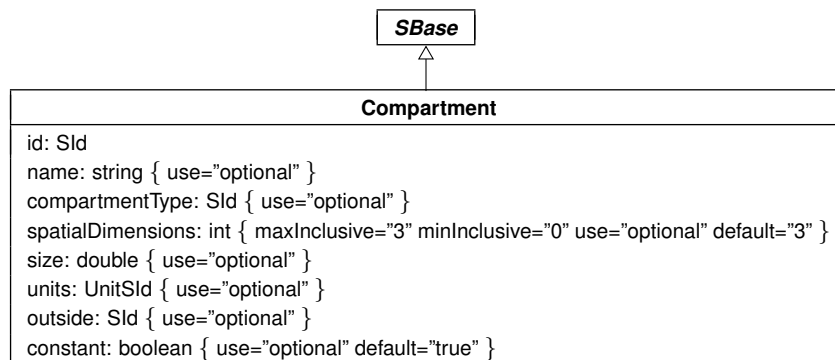 SBase
Compartment
id: SId
name: string { use=”optional” }
compartmentType: SId { use=”optional” }
spatialDimensions: int { maxInclusive=”3” minInclusive=”0” use=”optional” default=”3” }
size: double { use=”optional” }
units: UnitSId { use=”optional” }
outside: SId { use=”optional” }
constant: boolean { use=”optional” default=”true” }